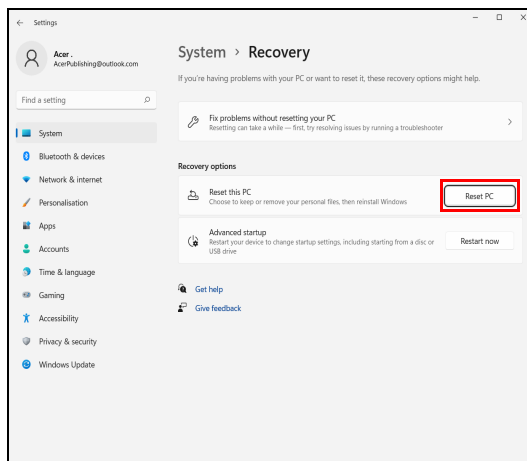 Settings
Acer .
AcerPublishing@outlook.com
Find a setting
System
Bluetooth & devices
Network & internet
Personalisation
Apps
Accounts
Time & language
Gaming
Accessibility
Privacy & security
Windows Update
System > Recovery
If you're having problems with your PC or want to reset it, these recovery options might help.
Fix problems without resetting your PC
Resetting can take a while — first, try resolving issues by running a troubleshooter
Recovery options
Reset this PC
Choose to keep or remove your personal files, then reinstall Windows
Reset PC
Advanced startup
Restart your device to change startup settings, including starting from a disc or
USB drive
Restart now
Get help
Give feedback